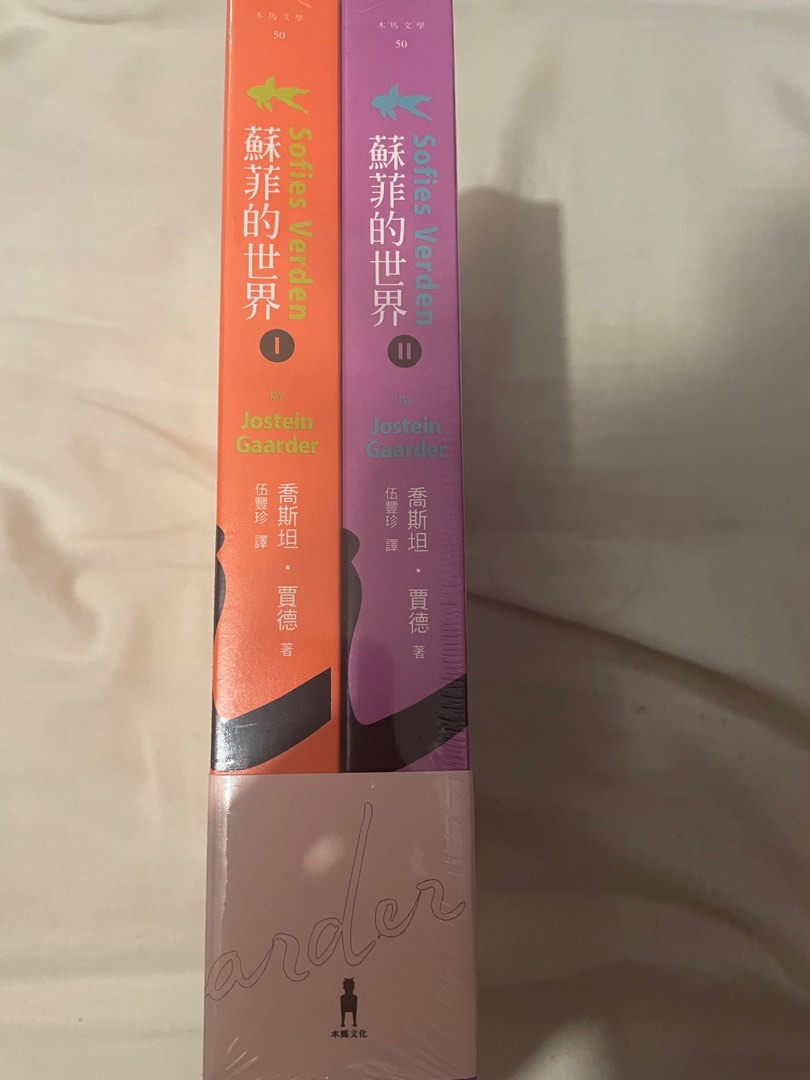 木馬文學
50
Sofies Verden
蘇菲的世界
I
by
Jostein
Gaarder
喬斯坦・賈德 著
伍豐珍 譯
木馬文學
50
Sofies Verden
蘇菲的世界
II
by
Jostein
Gaarder
喬斯坦・賈德 著
伍豐珍 譯
arder
木馬文化